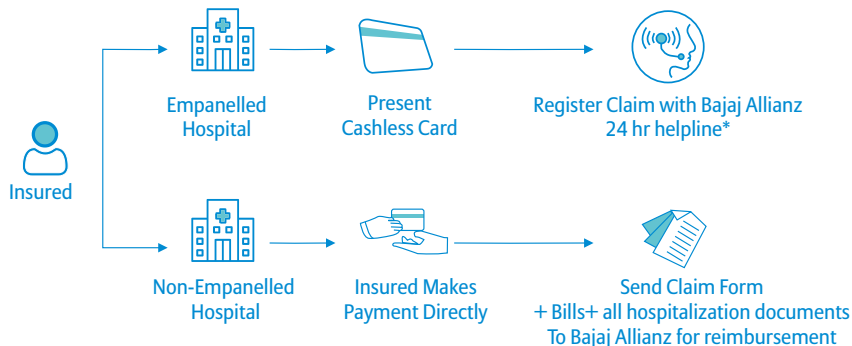 Empanelled
Hospital
Present
Cashless Card
Register Claim with Bajaj Allianz
24 hr helpline*
Insured
Non-Empanelled
Hospital
Insured Makes
Payment Directly
Send Claim Form
+ Bills+ all hospitalization documents
To Bajaj Allianz for reimbursement